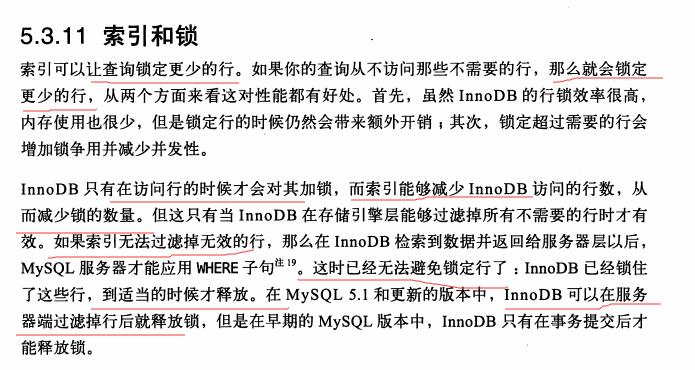 5.3.11 索引和锁
索引可以让查询锁定更少的行。如果你的查询从不访问那些不需要的行，那么就会锁定
更少的行，从两个方面来看这对性能都有好处。首先，虽然 InnoDB 的行锁效率很高，
内存使用也很少，但是锁定行的时候仍然会带来额外开销；其次，锁定超过需要的行会
增加锁争用并减少并发性。
InnoDB 只有在访问行的时候才会对其加锁，而索引能够减少 InnoDB 访问的行数，从
而减少锁的数量。但这只有当 InnoDB 在存储引擎层能够过滤掉所有不需要的行时才有
效。如果索引无法过滤掉无效的行，那么在 InnoDB 检索到数据并返回给服务器层以后，
MySQL 服务器才能应用 WHERE 子句注19。这时已经无法避免锁定行了：InnoDB 已经锁住
了这些行，到适当的时候才释放。在 MySQL 5.1 和更新的版本中，InnoDB 可以在服务
器端过滤掉行后就释放锁，但是在早期的 MySQL 版本中，InnoDB 只有在事务提交后才
能释放锁。